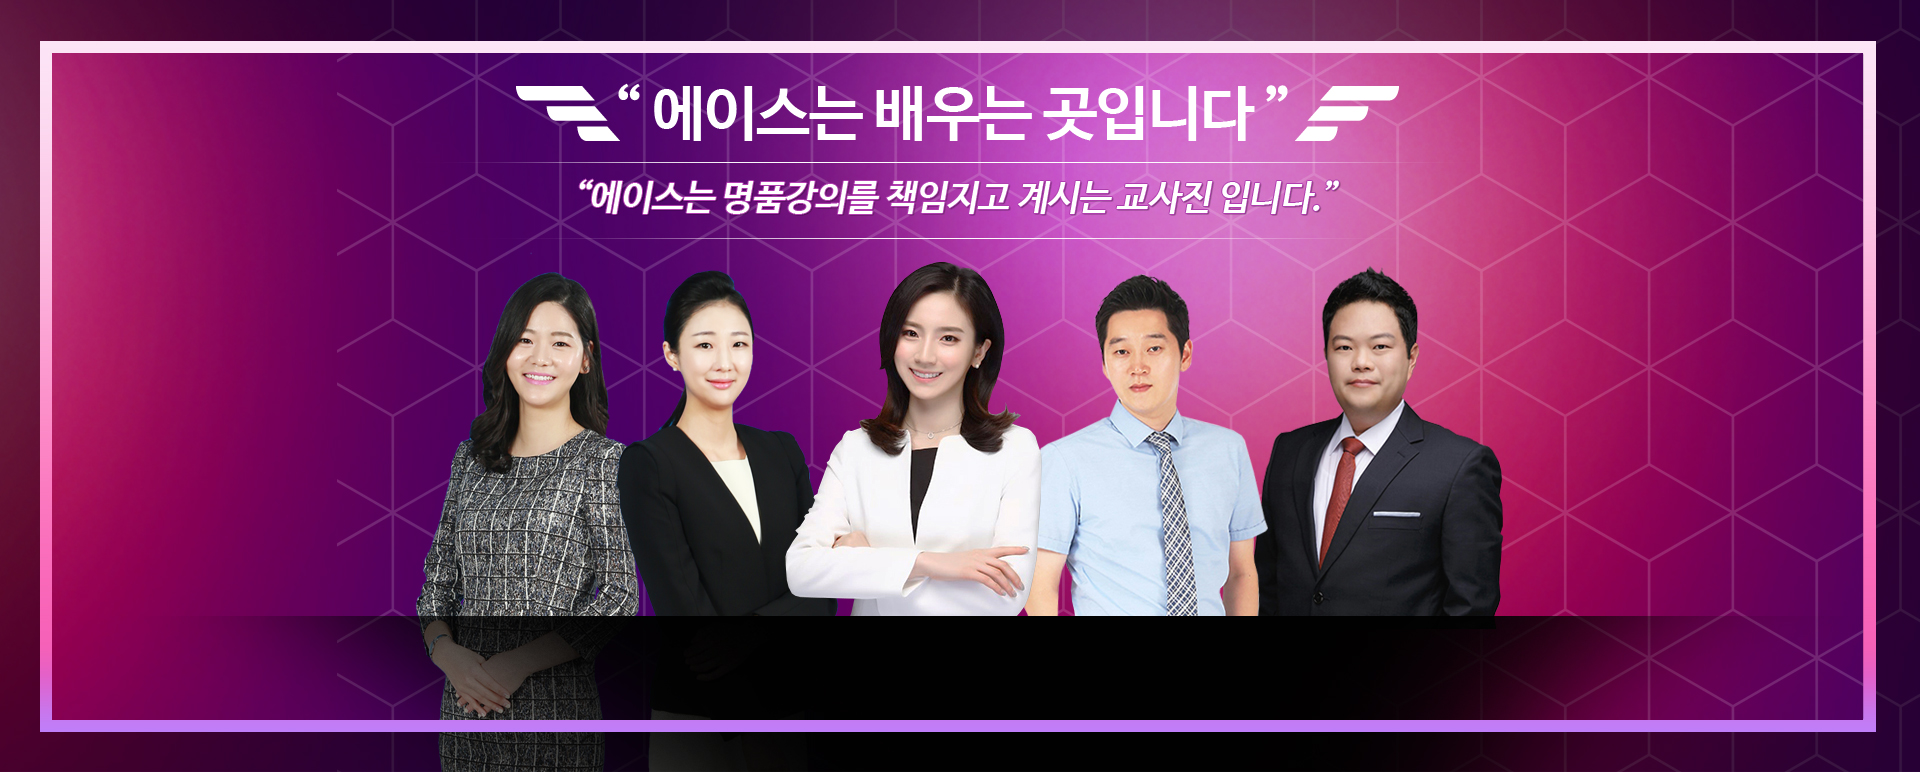 “ 에이스는 배우는 곳입니다 ”
“에이스는 명품강의를 책임지고 계시는 교사진 입니다.”